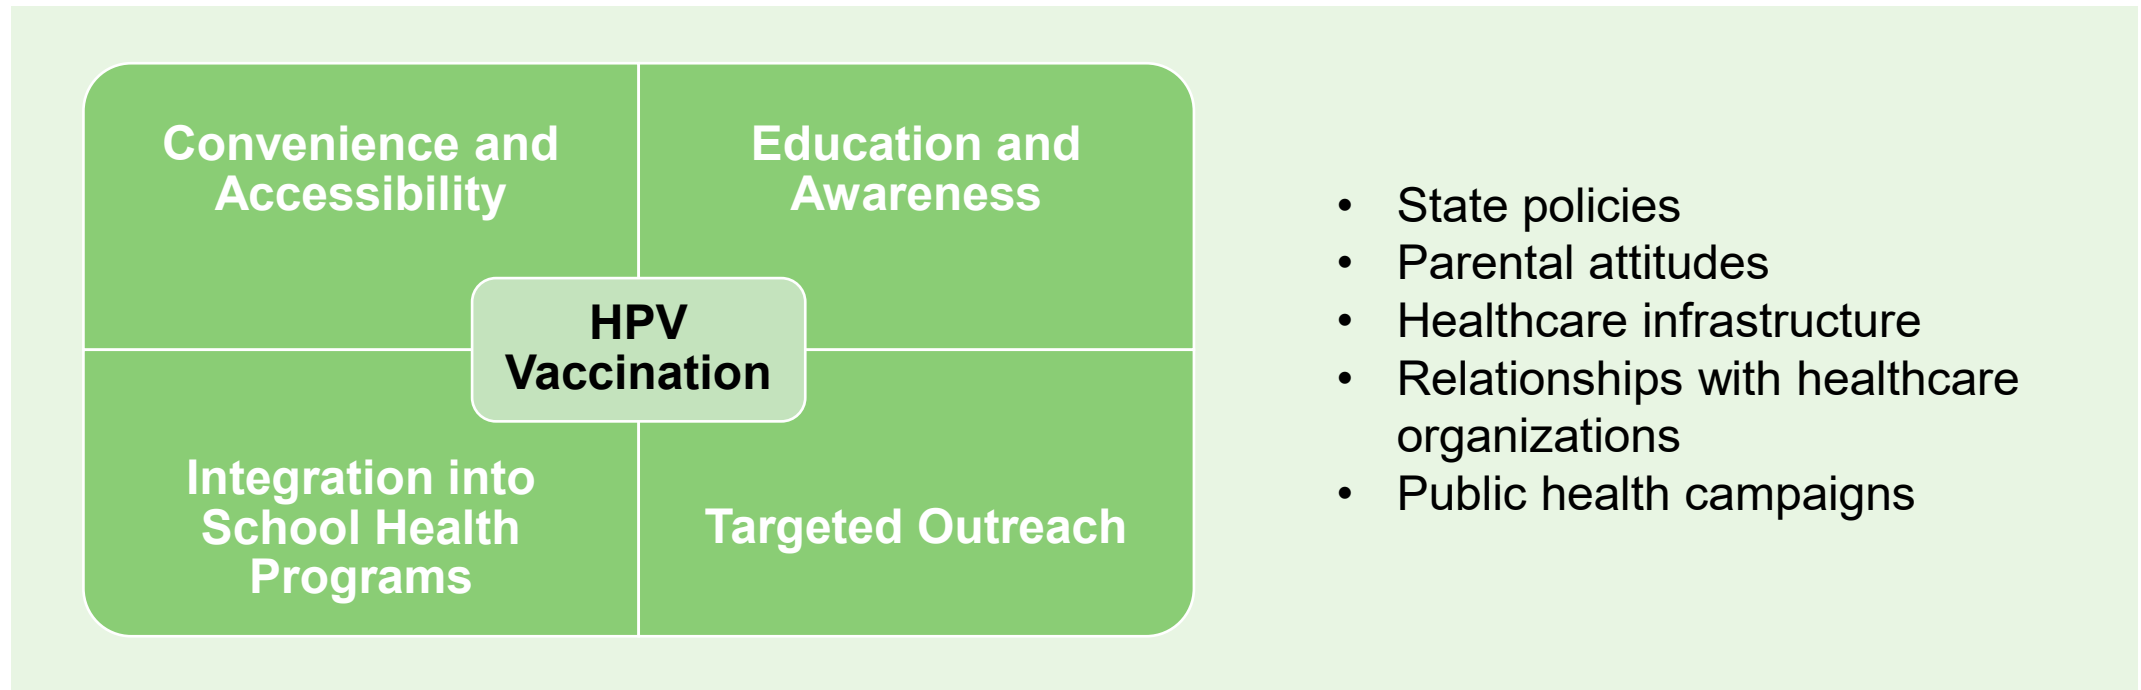 Convenience and
Accessibility
Education and
Awareness
HPV
Vaccination
Integration into
School Health
Programs
Targeted Outreach
• State policies
• Parental attitudes
• Healthcare infrastructure
• Relationships with healthcare
organizations
• Public health campaigns